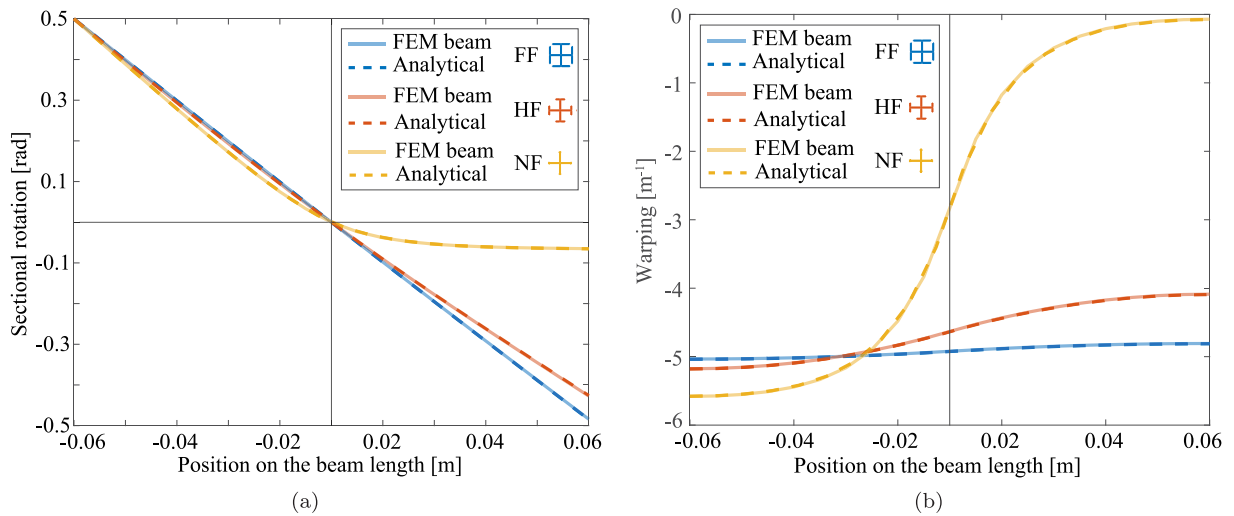 0.5
0.3
0.1
-0.1
-0.3
-0.5
Sectional rotation [rad]
FEM beam
Analytical
FF
FEM beam
Analytical
HF
FEM beam
Analytical
NF
-0.06 -0.04 -0.02 0.02 0.04 0.06
Position on the beam length [m]
(a)
0
-1
-2
-3
-4
-5
-6
Warping [m⁻¹]
FEM beam
Analytical
FF
FEM beam
Analytical
HF
FEM beam
Analytical
NF
-0.06 -0.04 -0.02 0.02 0.04 0.06
Position on the beam length [m]
(b)